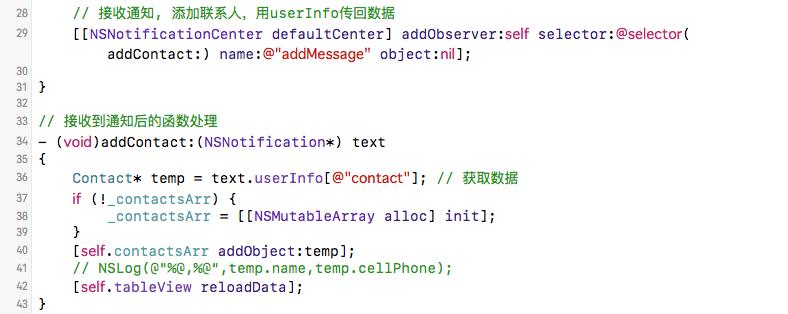 28 // 接收通知, 添加联系人，用userInfo传回数据
29 [[NSNotificationCenter defaultCenter] addObserver:self selector:@selector(
addContact:) name:@"addMessage" object:nil];
30
31 }
32
33 // 接收到通知后的函数处理
34 - (void)addContact:(NSNotification*) text
35 {
36 Contact* temp = text.userInfo[@"contact"]; // 获取数据
37 if (!_contactsArr) {
38 _contactsArr = [[NSMutableArray alloc] init];
39 }
40 [self.contactsArr addObject:temp];
41 // NSLog(@"%@,%@",temp.name,temp.cellPhone);
42 [self.tableView reloadData];
43 }